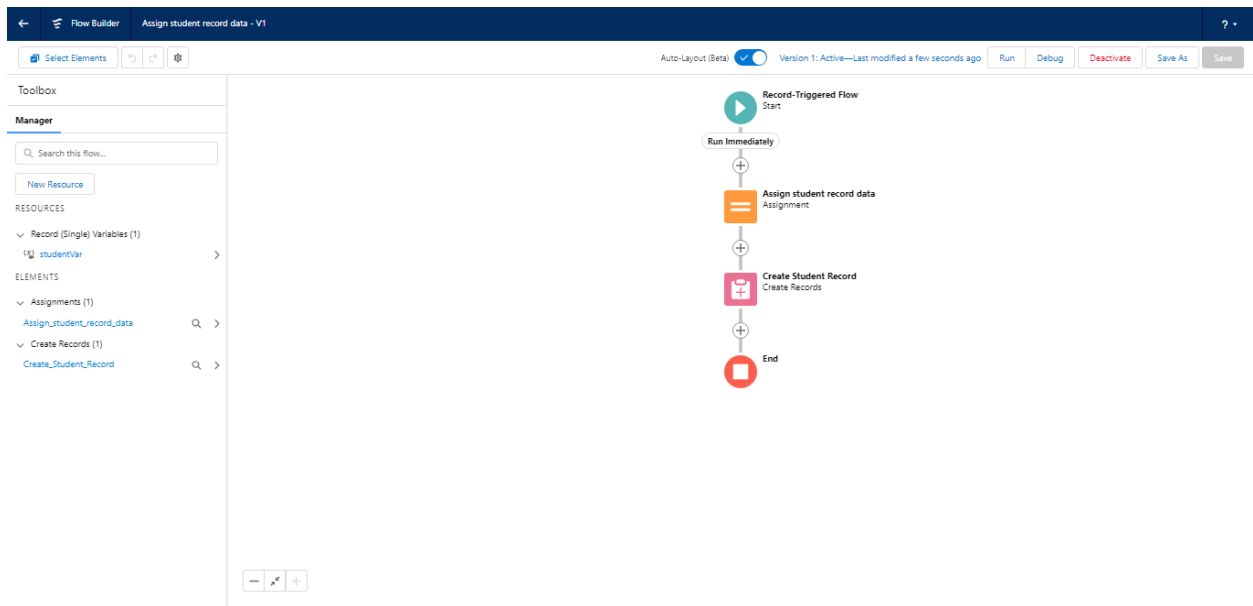 Flow Builder
Assign student record data - V1
?
Select Elements
Auto-Layout (Beta)
Version 1: Active—Last modified a few seconds ago
Run
Debug
Deactivate
Save As
Save
Toolbox
Manager
Search this flow...
New Resource
RESOURCES
Record (Single) Variables (1)
studentVar
ELEMENTS
Assignments (1)
Assign_student_record_data
Create Records (1)
Create_Student_Record
Record-Triggered Flow
Start
Run Immediately
Assign student record data
Assignment
Create Student Record
Create Records
End